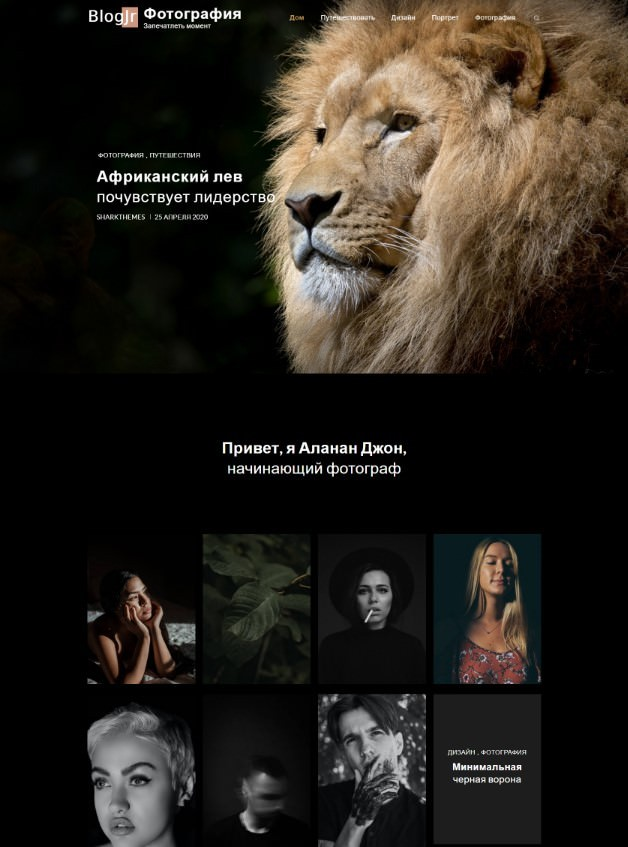 BlogJr Фотография
Запечатлеть момент
Дом Путешествовать Дизайн Портрет Фотография
ФОТОГРАФИЯ , ПУТЕШЕСТВИЯ
Африканский лев
почувствует лидерство
SHARKTHEMES | 25 АПРЕЛЯ 2020
Привет, я Аланан Джон,
начинающий фотограф
ДИЗАЙН , ФОТОГРАФИЯ
Минимальная
черная ворона